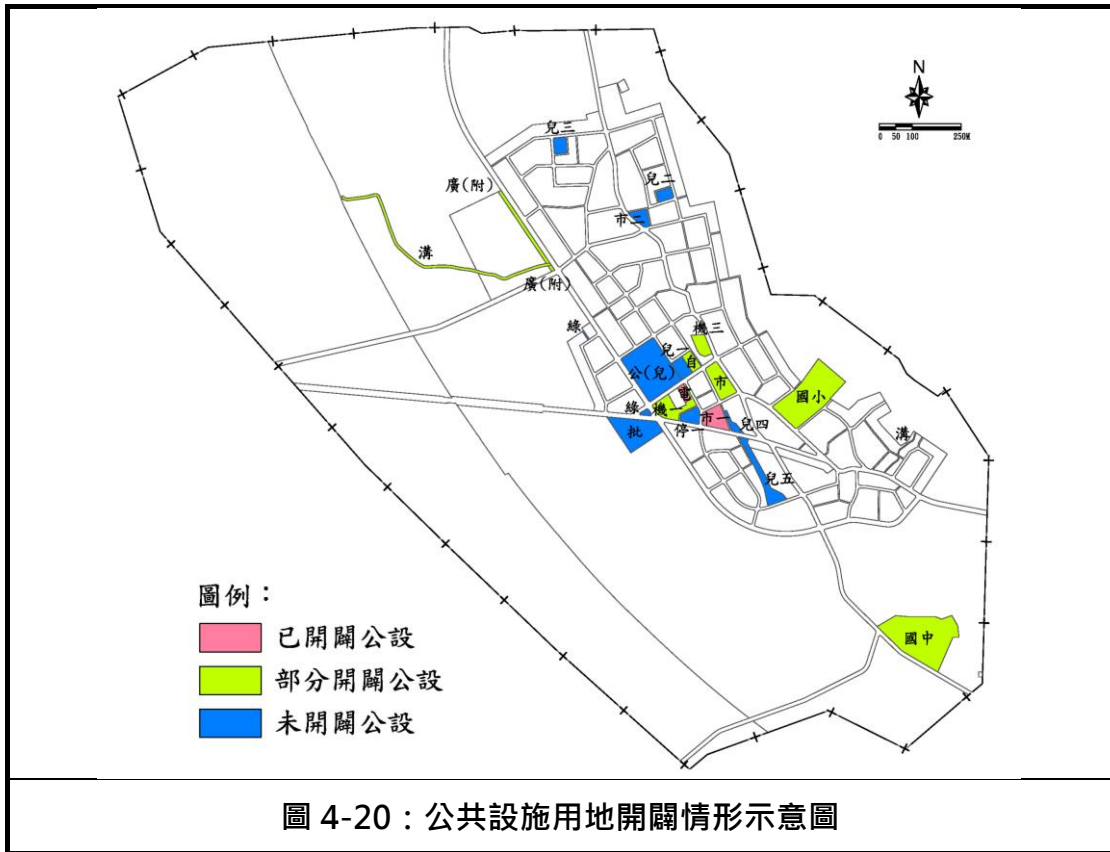 N
0 50 100 250M
兒三
廣(附)
兒二
市二
溝
廣(附)
綠
機三
兒一
自
公(兒)
電
市
國小
綠
機一
市一
兒四
停一
批
溝
兒五
國中
圖例：
已開闢公設
部分開闢公設
未開闢公設
圖 4-20：公共設施用地開闢情形示意圖